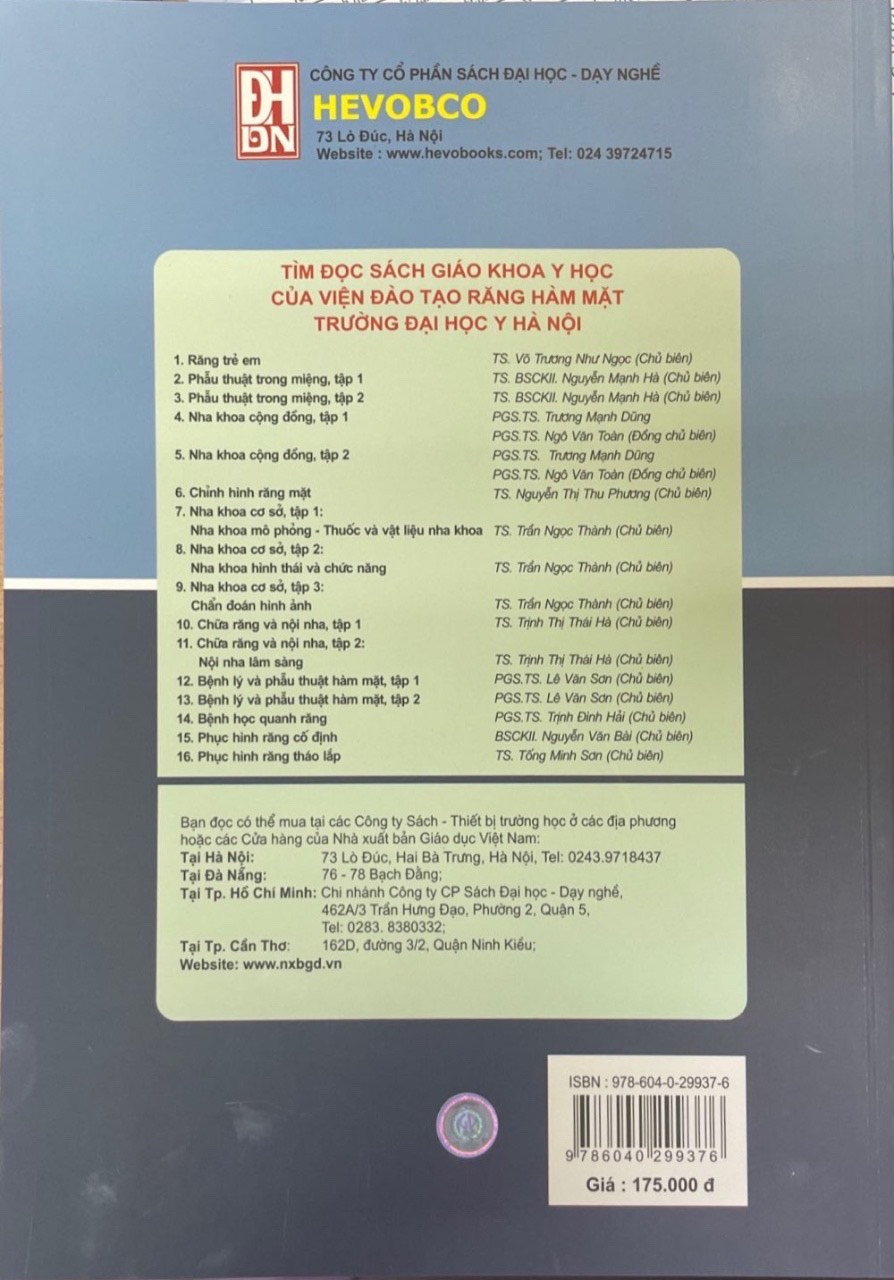 ĐH
DN
CÔNG TY CỔ PHẦN SÁCH ĐẠI HỌC - DẠY NGHỀ
HEVOBCO
73 Lò Đúc, Hà Nội
Website : www.hevobooks.com; Tel: 024 39724715
TÌM ĐỌC SÁCH GIÁO KHOA Y HỌC
CỦA VIỆN ĐÀO TẠO RĂNG HÀM MẶT
TRƯỜNG ĐẠI HỌC Y HÀ NỘI
1. Răng trẻ em TS. Võ Trương Như Ngọc (Chủ biên)
2. Phẫu thuật trong miệng, tập 1 TS. BSCKII. Nguyễn Mạnh Hà (Chủ biên)
3. Phẫu thuật trong miệng, tập 2 TS. BSCKII. Nguyễn Mạnh Hà (Chủ biên)
4. Nha khoa cộng đồng, tập 1 PGS.TS. Trương Mạnh Dũng
PGS.TS. Ngô Văn Toàn (Đồng chủ biên)
5. Nha khoa cộng đồng, tập 2 PGS.TS. Trương Mạnh Dũng
PGS.TS. Ngô Văn Toàn (Đồng chủ biên)
6. Chỉnh hình răng mặt TS. Nguyễn Thị Thu Phương (Chủ biên)
7. Nha khoa cơ sở, tập 1:
Nha khoa mô phỏng - Thuốc và vật liệu nha khoa TS. Trần Ngọc Thành (Chủ biên)
8. Nha khoa cơ sở, tập 2:
Nha khoa hình thái và chức năng TS. Trần Ngọc Thành (Chủ biên)
9. Nha khoa cơ sở, tập 3:
Chẩn đoán hình ảnh TS. Trần Ngọc Thành (Chủ biên)
10. Chữa răng và nội nha, tập 1 TS. Trịnh Thị Thái Hà (Chủ biên)
11. Chữa răng và nội nha, tập 2:
Nội nha lâm sàng TS. Trịnh Thị Thái Hà (Chủ biên)
12. Bệnh lý và phẫu thuật hàm mặt, tập 1 PGS.TS. Lê Văn Sơn (Chủ biên)
13. Bệnh lý và phẫu thuật hàm mặt, tập 2 PGS.TS. Lê Văn Sơn (Chủ biên)
14. Bệnh học quanh răng PGS.TS. Trịnh Đình Hải (Chủ biên)
15. Phục hình răng cố định BSCKII. Nguyễn Văn Bài (Chủ biên)
16. Phục hình răng tháo lắp TS. Tống Minh Sơn (Chủ biên)
Bạn đọc có thể mua tại các Công ty Sách - Thiết bị trường học ở các địa phương
hoặc các Cửa hàng của Nhà xuất bản Giáo dục Việt Nam:
Tại Hà Nội: 73 Lò Đúc, Hai Bà Trưng, Hà Nội, Tel: 0243.9718437
Tại Đà Nẵng: 76 - 78 Bạch Đằng;
Tại Tp. Hồ Chí Minh: Chi nhánh Công ty CP Sách Đại học - Dạy nghề,
462A/3 Trần Hưng Đạo, Phường 2, Quận 5,
Tel: 0283. 8380332;
Tại Tp. Cần Thơ: 162D, đường 3/2, Quận Ninh Kiều;
Website: www.nxbgd.vn
ISBN : 978-604-0-29937-6
9 786040 299376
Giá : 175.000 đ